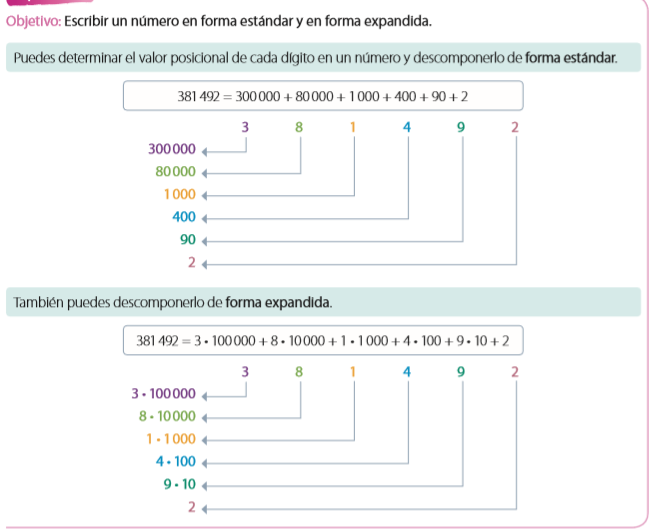 Objetivo: Escribir un número en forma estándar y en forma expandida.
Puedes determinar el valor posicional de cada dígito en un número y descomponerlo de forma estándar.
381 492 = 300 000 + 80 000 + 1 000 + 400 + 90 + 2
3 8 1 4 9 2
300 000
80 000
1 000
400
90
2
También puedes descomponerlo de forma expandida.
381 492 = 3 • 100 000 + 8 • 10 000 + 1 • 1 000 + 4 • 100 + 9 • 10 + 2
3 8 1 4 9 2
3 • 100 000
8 • 10 000
1 • 1 000
4 • 100
9 • 10
2